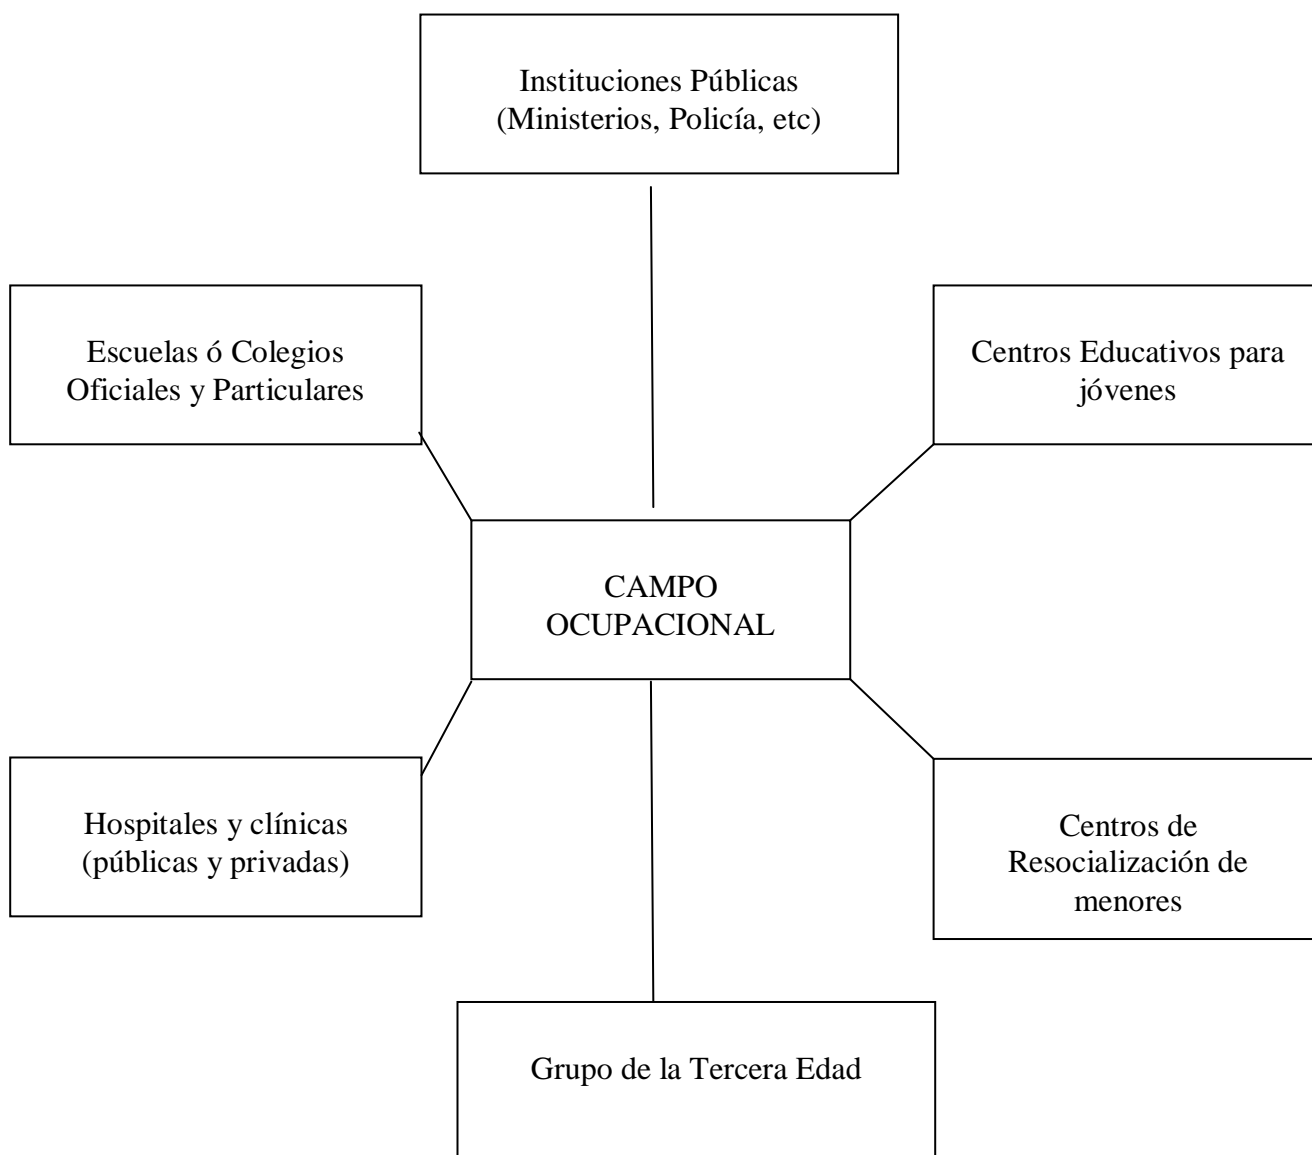 Instituciones Públicas
(Ministerios, Policía, etc)
Escuelas ó Colegios
Oficiales y Particulares
Centros Educativos para
jóvenes
CAMPO
OCUPACIONAL
Hospitales y clínicas
(públicas y privadas)
Centros de
Resocialización de
menores
Grupo de la Tercera Edad